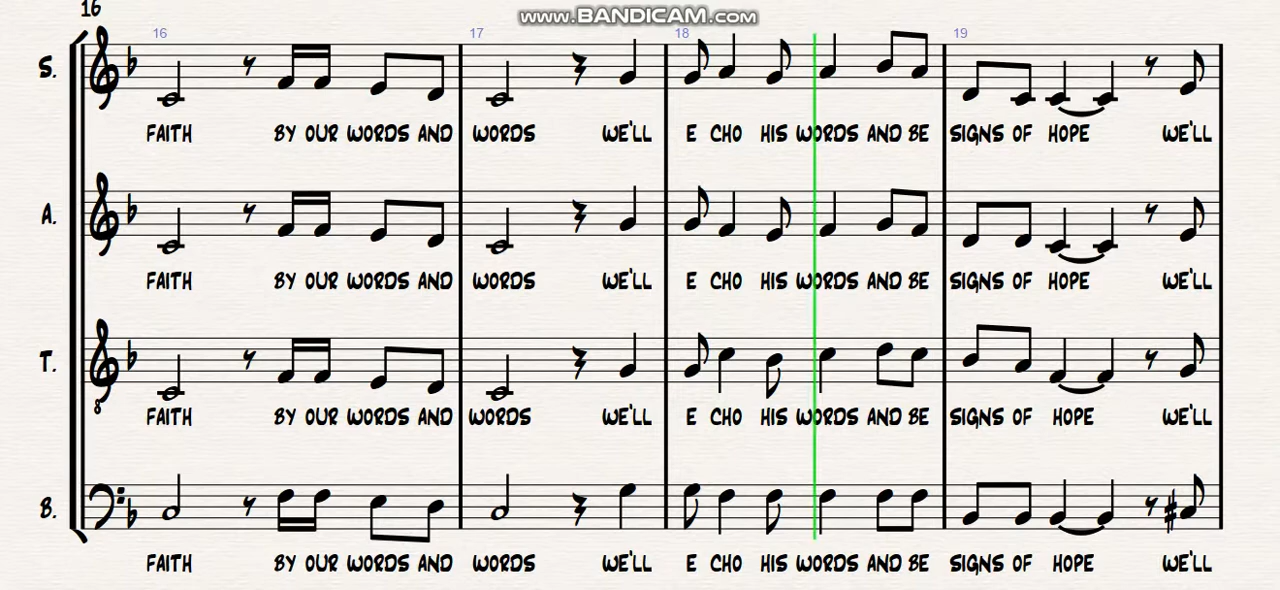 16
www.BANDICAM.com
16 17 18 19
S.
FAITH BY OUR WORDS AND WORDS WE'LL E CHO HIS WORDS AND BE SIGNS OF HOPE WE'LL
A.
FAITH BY OUR WORDS AND WORDS WE'LL E CHO HIS WORDS AND BE SIGNS OF HOPE WE'LL
T.
8
FAITH BY OUR WORDS AND WORDS WE'LL E CHO HIS WORDS AND BE SIGNS OF HOPE WE'LL
B.
FAITH BY OUR WORDS AND WORDS WE'LL E CHO HIS WORDS AND BE SIGNS OF HOPE WE'LL